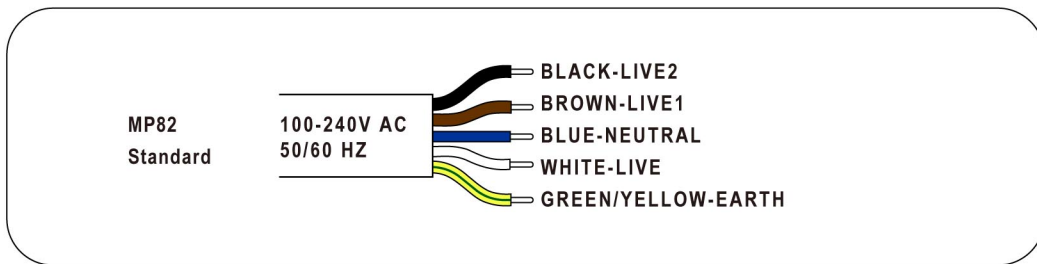 MP82
Standard
100-240V AC
50/60 HZ
BLACK-LIVE2
BROWN-LIVE1
BLUE-NEUTRAL
WHITE-LIVE
GREEN/YELLOW-EARTH